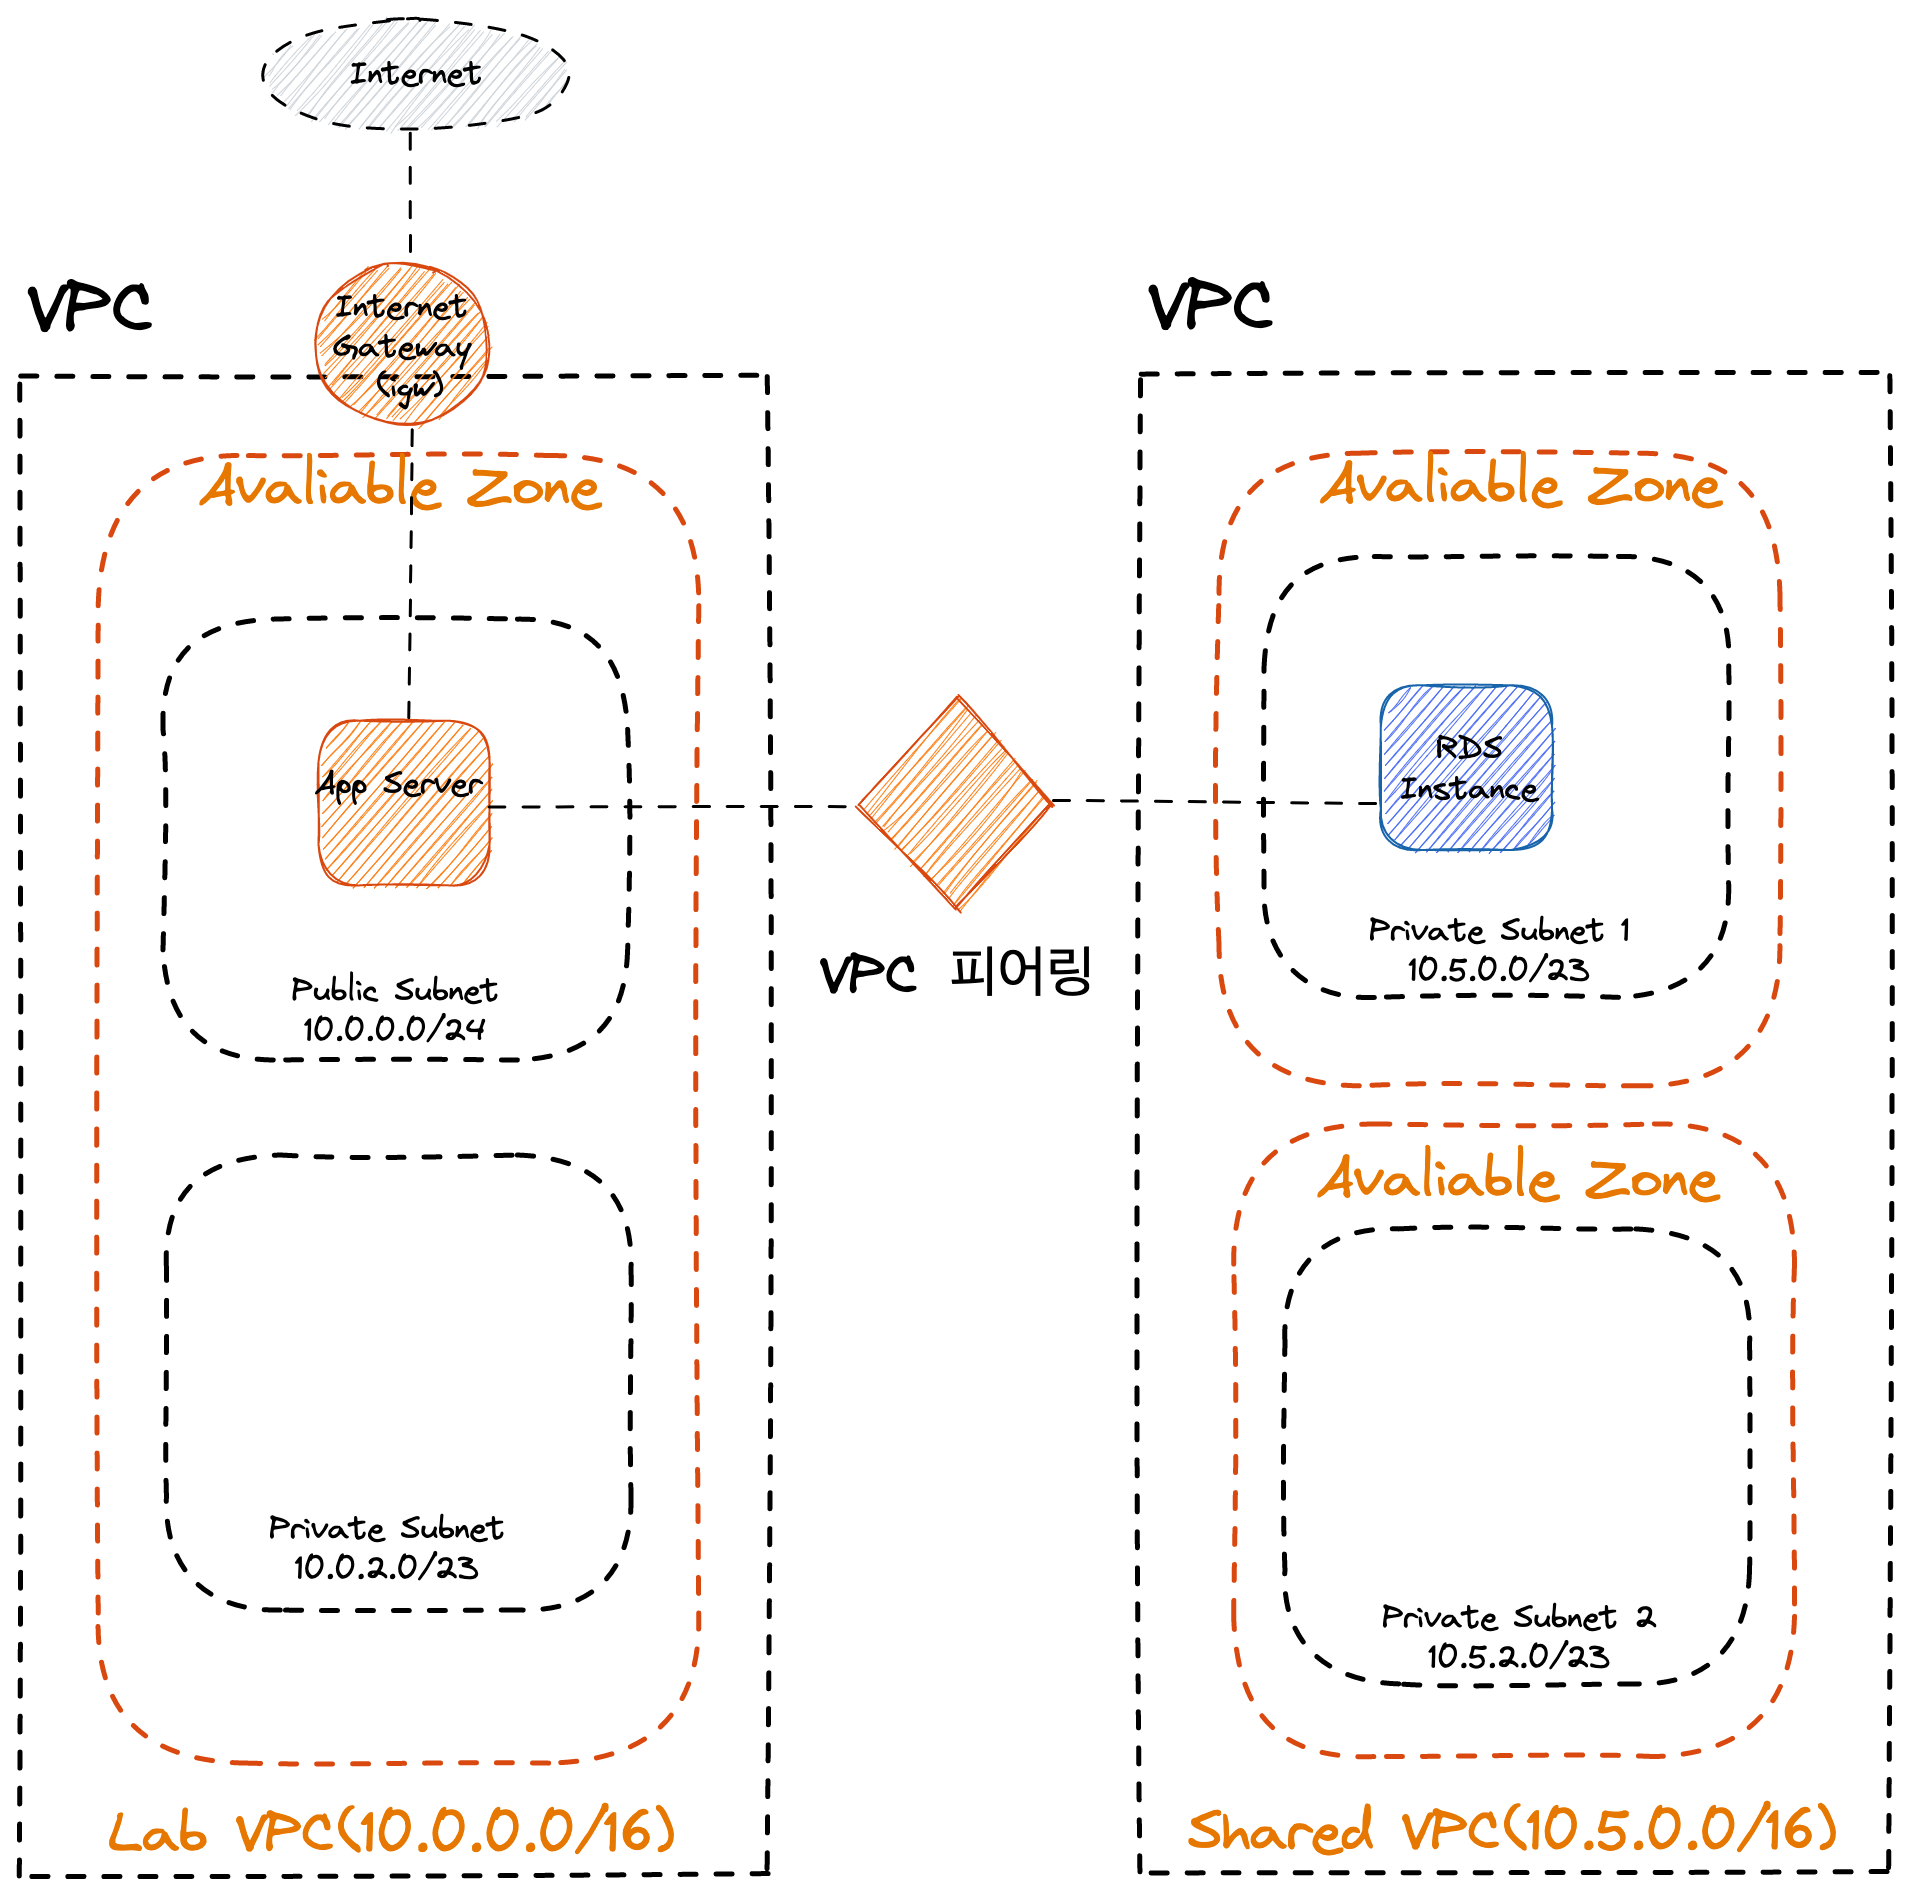 Internet
VPC
Internet
Gateway
(igw)
Avaliable Zone
App Server
Public Subnet
10.0.0.0/24
Private Subnet
10.0.2.0/23
Lab VPC(10.0.0.0/16)
VPC 피어링
VPC
Avaliable Zone
RDS
Instance
Private Subnet 1
10.5.0.0/23
Avaliable Zone
Private Subnet 2
10.5.2.0/23
Shared VPC(10.5.0.0/16)